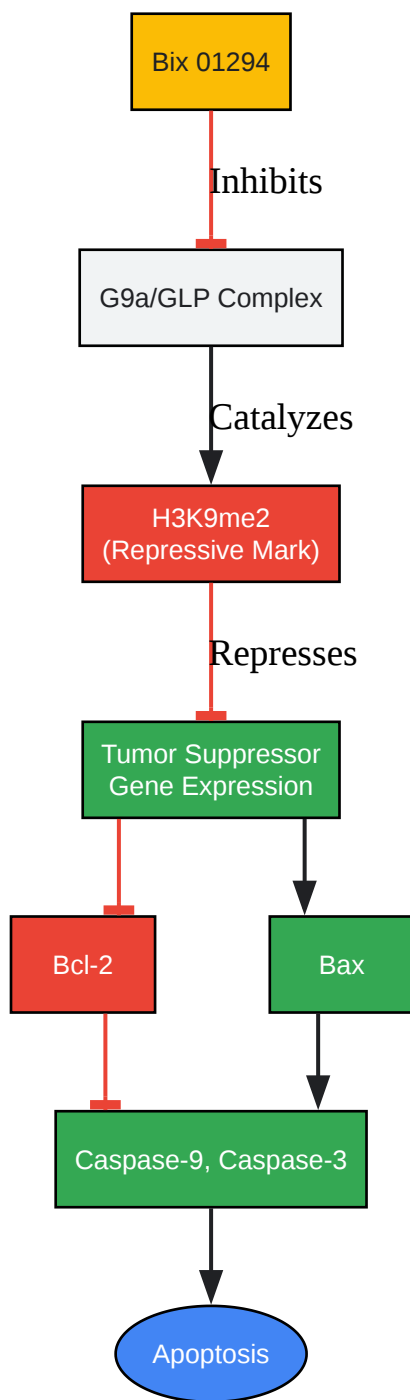 Bix 01294
Inhibits
G9a/GLP Complex
Catalyzes
H3K9me2
(Repressive Mark)
Represses
Tumor Suppressor
Gene Expression
Bcl-2
Bax
Caspase-9, Caspase-3
Apoptosis